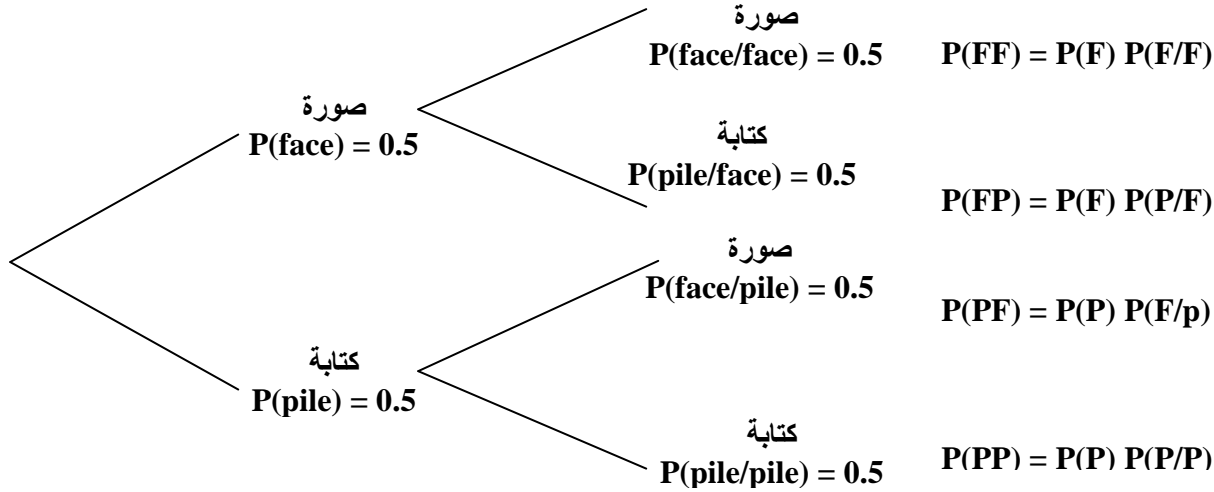 صورة
P(face/face) = 0.5
P(FF) = P(F) P(F/F)
صورة
P(face) = 0.5
كتابة
P(pile/face) = 0.5
P(FP) = P(F) P(P/F)
صورة
P(face/pile) = 0.5
P(PF) = P(P) P(F/p)
كتابة
P(pile) = 0.5
كتابة
P(pile/pile) = 0.5
P(PP) = P(P) P(P/P)